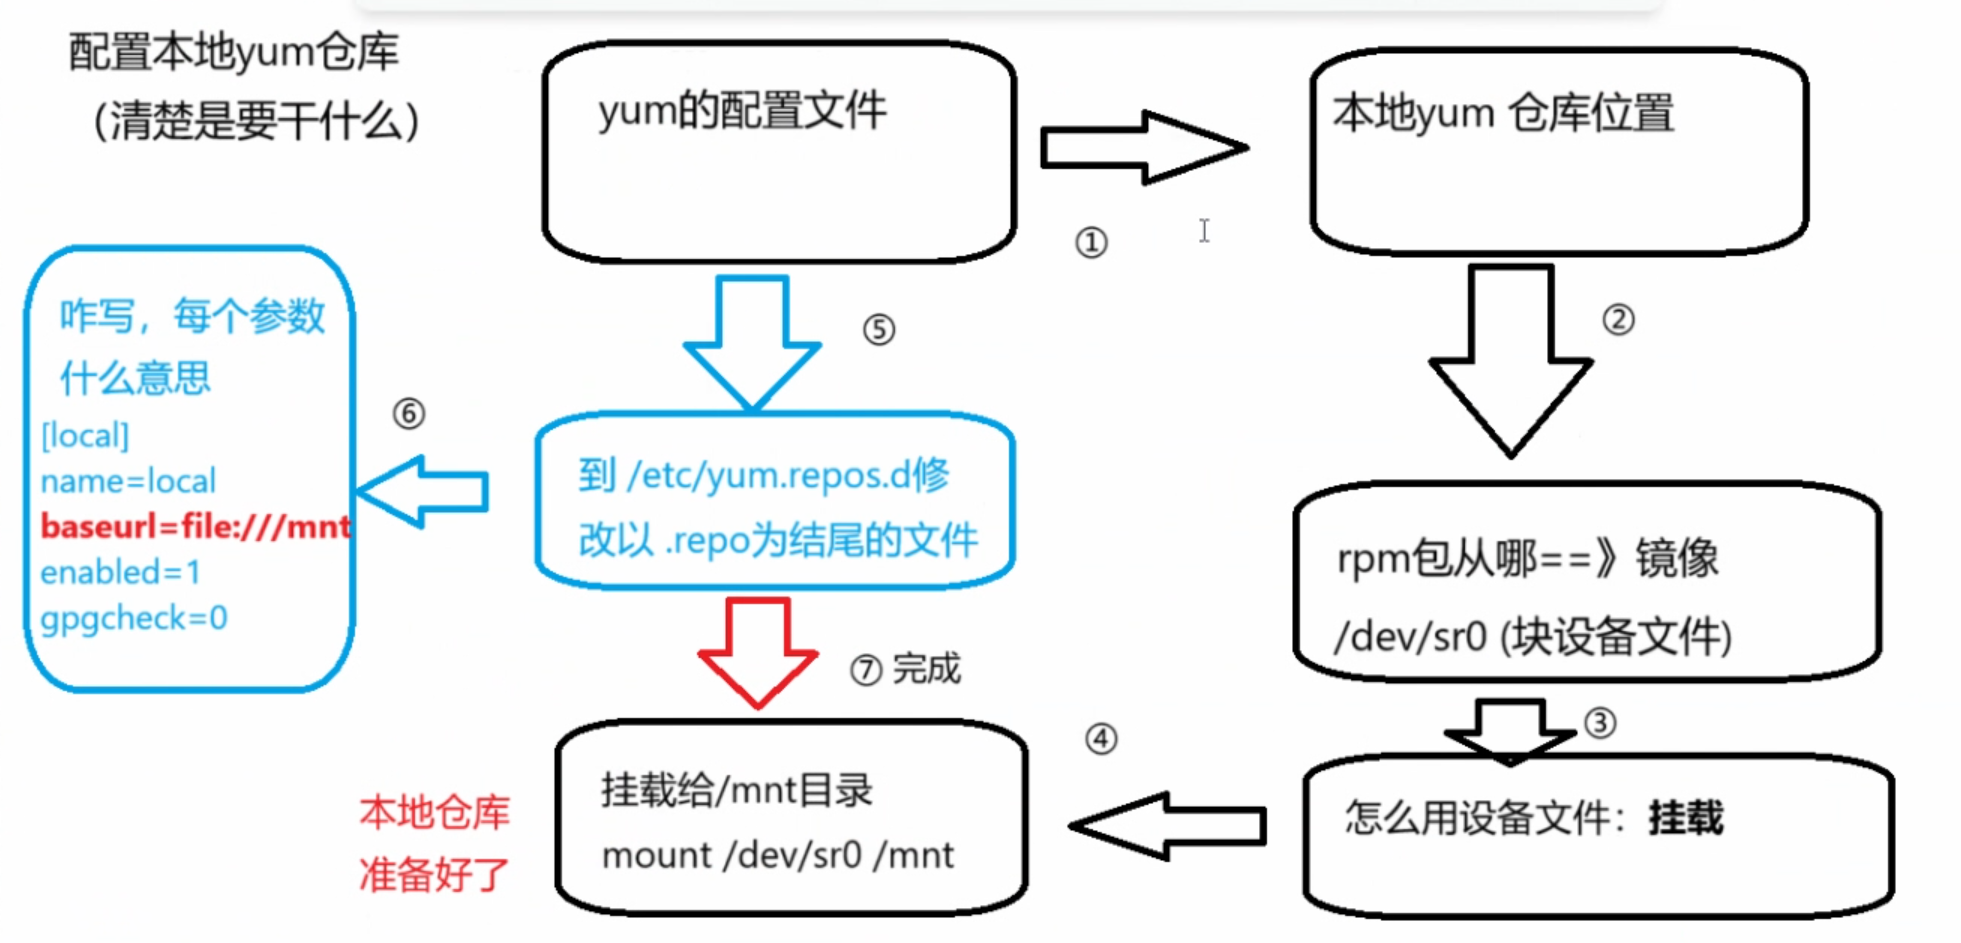 配置本地yum仓库
（清楚是要干什么）
yum的配置文件
①
本地yum 仓库位置
②
rpm包从哪==》镜像
/dev/sr0 (块设备文件)
③
怎么用设备文件：挂载
④
挂载给/mnt目录
mount /dev/sr0 /mnt
本地仓库
准备好了
⑤
到 /etc/yum.repos.d修
改以 .repo为结尾的文件
⑥
咋写，每个参数
什么意思
[local]
name=local
baseurl=file:///mnt
enabled=1
gpgcheck=0
⑦ 完成